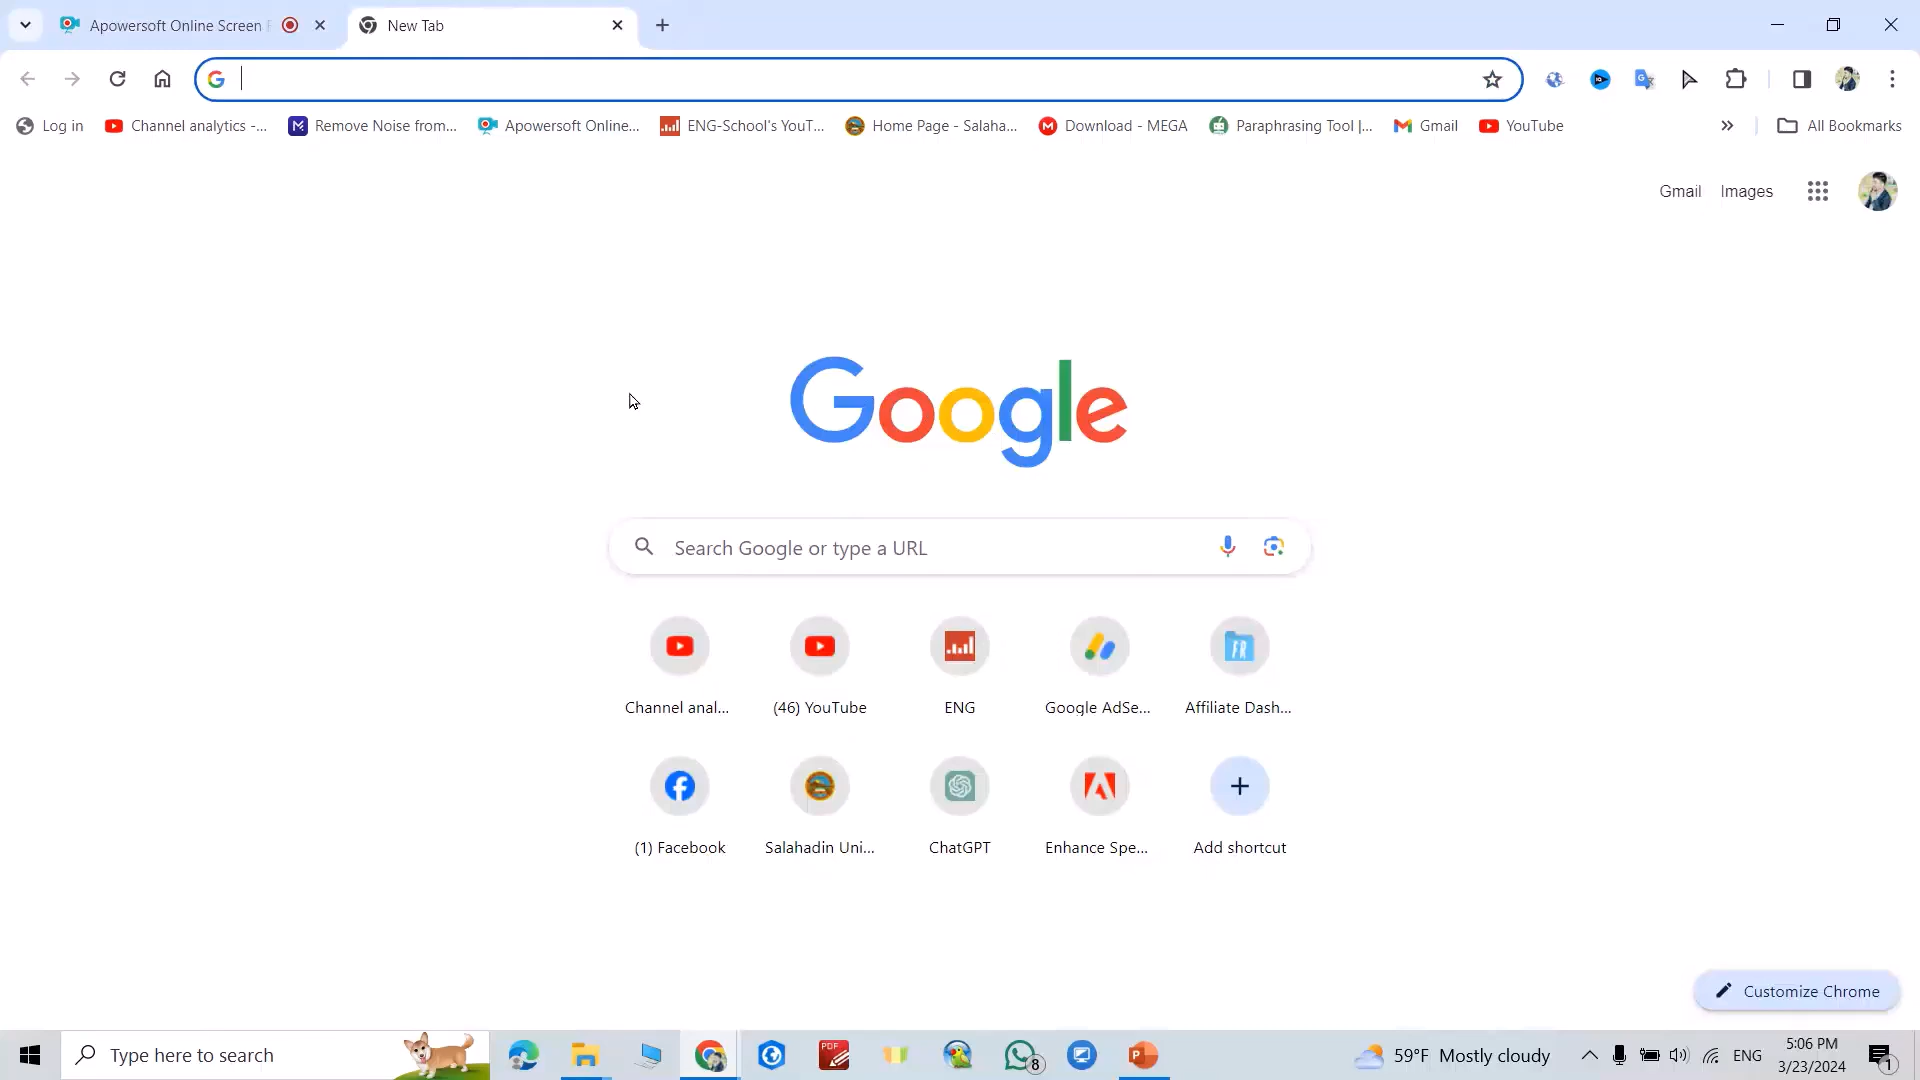 Apowersoft Online Screen
New Tab
Log in
Channel analytics -...
Remove Noise from...
Apowersoft Online...
ENG-School's YouT...
Home Page - Salaha...
Download - MEGA
Paraphrasing Tool |...
Gmail
YouTube
All Bookmarks
Gmail Images
Google
Search Google or type a URL
Channel anal... (46) YouTube ENG Google AdSe... Affiliate Dash...
(1) Facebook Salahadin Uni... ChatGPT Enhance Spe... Add shortcut
Customize Chrome
Type here to search
PDF
8
59°F Mostly cloudy
ENG
5:06 PM
3/23/2024
1